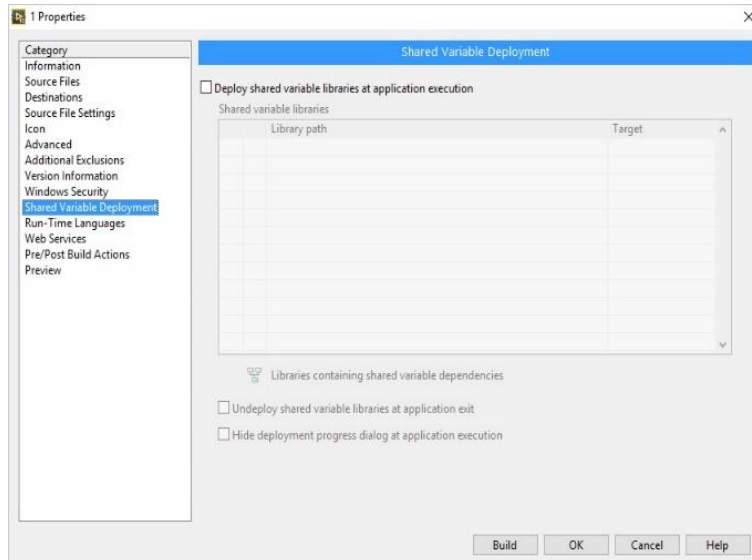 1 Properties
Category
Information
Source Files
Destinations
Source File Settings
Icon
Advanced
Additional Exclusions
Version Information
Windows Security
Shared Variable Deployment
Run-Time Languages
Web Services
Pre/Post Build Actions
Preview
Shared Variable Deployment
Deploy shared variable libraries at application execution
Shared variable libraries
Library path Target
Libraries containing shared variable dependencies
Undeploy shared variable libraries at application exit
Hide deployment progress dialog at application execution
Build OK Cancel Help